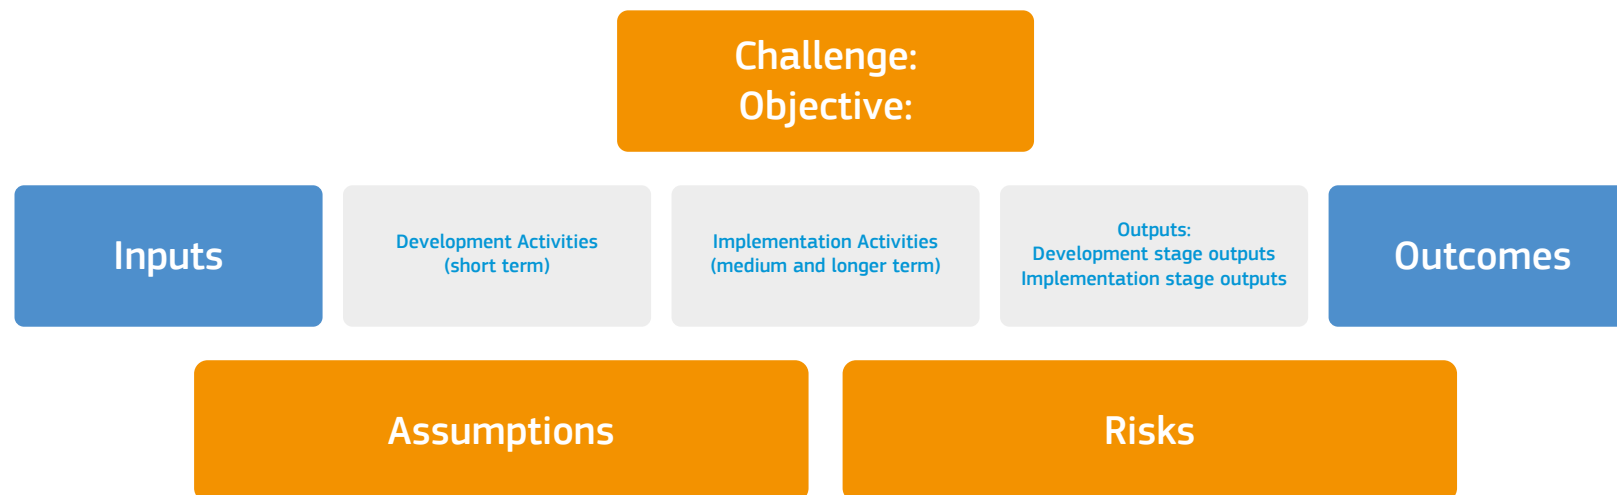 Challenge:
Objective:
Inputs
Development Activities
(short term)
Implementation Activities
(medium and longer term)
Outputs:
Development stage outputs
Implementation stage outputs
Outcomes
Assumptions
Risks